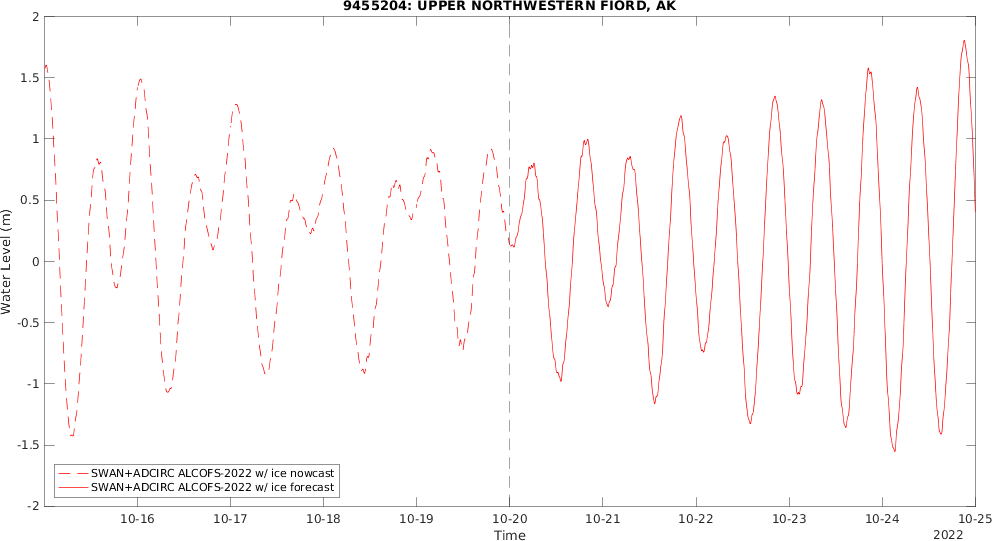 9455204: UPPER NORTHWESTERN FIORD, AK
Water Level (m)
2
1.5
1
0.5
0
-0.5
-1
-1.5
-2
SWAN+ADCIRC ALCOFS-2022 w/ ice nowcast
SWAN+ADCIRC ALCOFS-2022 w/ ice forecast
10-16 10-17 10-18 10-19 10-20 10-21 10-22 10-23 10-24 10-25
Time
2022